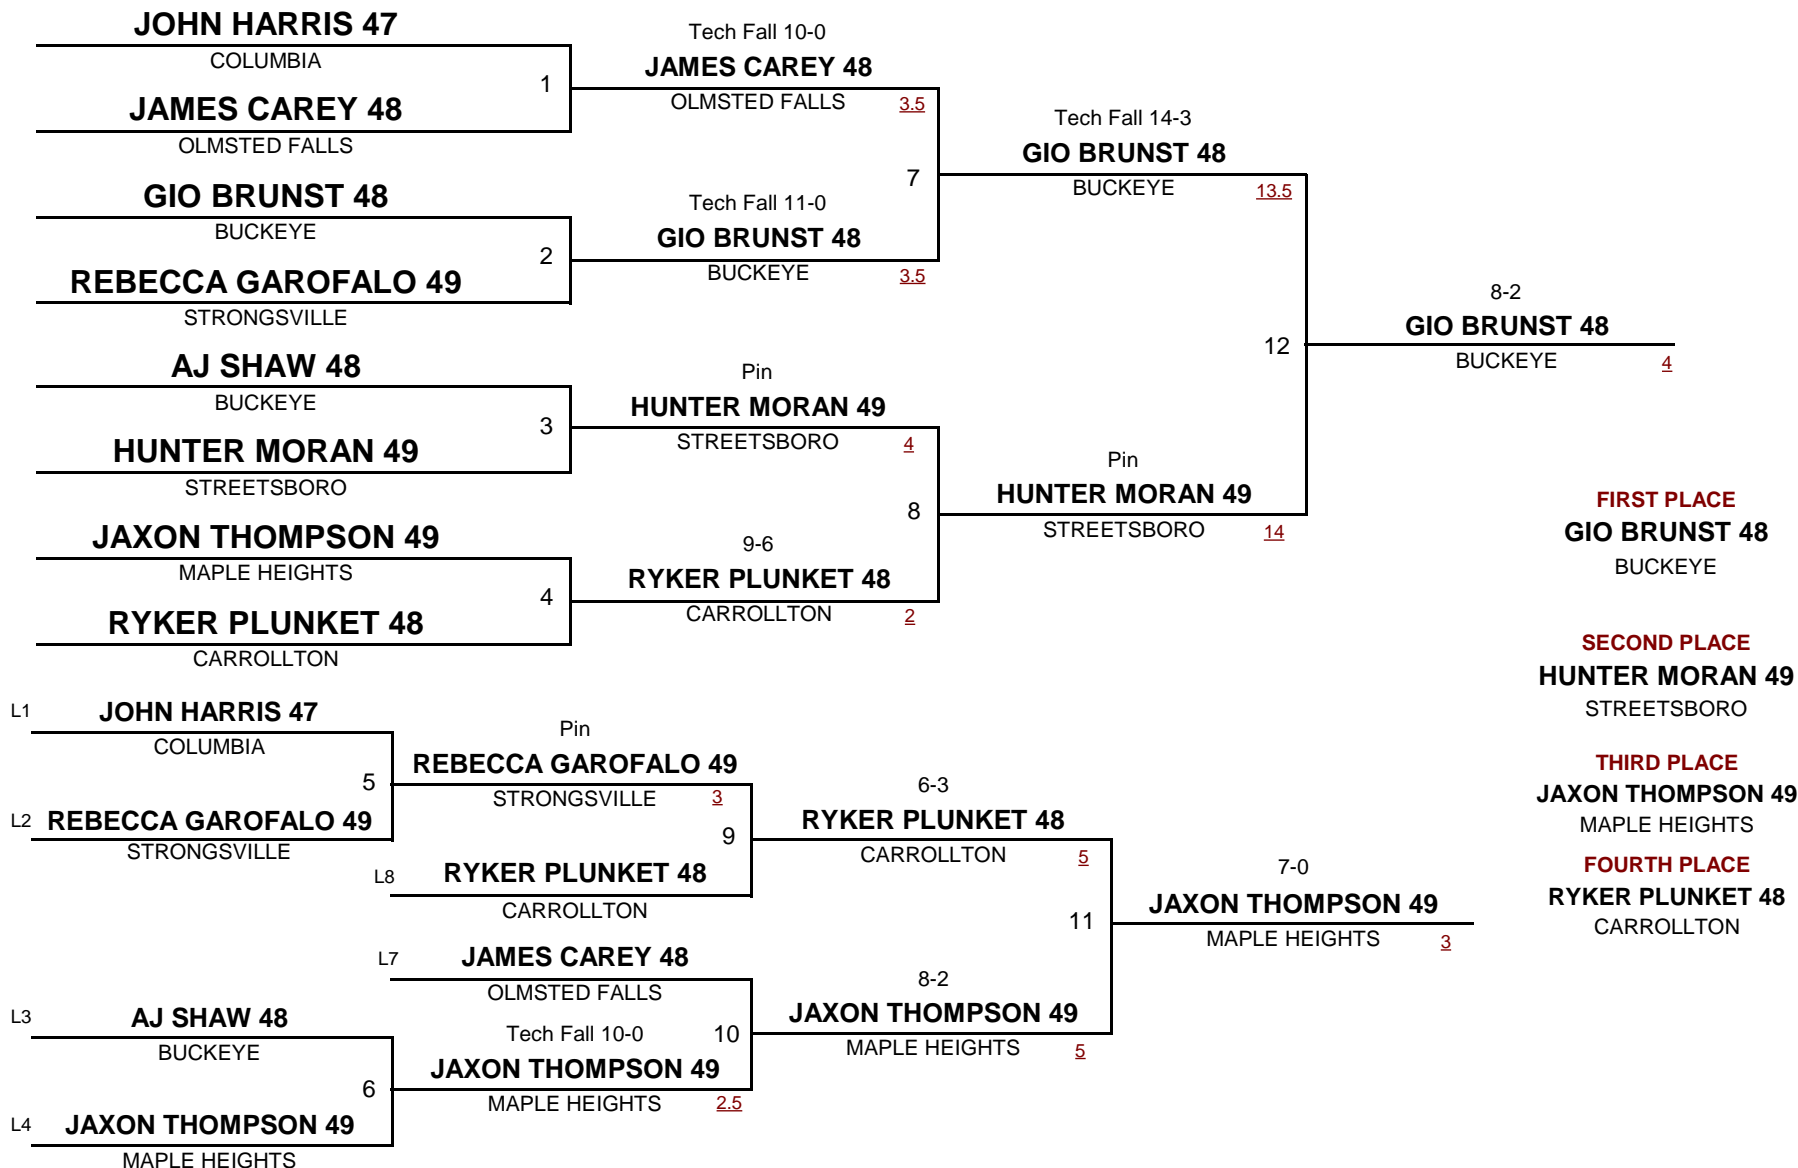 JOHN HARRIS 47
COLUMBIA
1
JAMES CAREY 48
OLMSTED FALLS
GIO BRUNST 48
BUCKEYE
2
REBECCA GAROFALO 49
STRONGSVILLE
AJ SHAW 48
BUCKEYE
3
HUNTER MORAN 49
STREETSBORO
JAXON THOMPSON 49
MAPLE HEIGHTS
4
RYKER PLUNKET 48
CARROLLTON
Tech Fall 10-0
JAMES CAREY 48
OLMSTED FALLS 3.5
7
Tech Fall 11-0
GIO BRUNST 48
BUCKEYE 3.5
Pin
HUNTER MORAN 49
STREETSBORO 4
8
9-6
RYKER PLUNKET 48
CARROLLTON 2
Tech Fall 14-3
GIO BRUNST 48
BUCKEYE 13.5
12
Pin
HUNTER MORAN 49
STREETSBORO 14
8-2
GIO BRUNST 48
BUCKEYE 4
FIRST PLACE
GIO BRUNST 48
BUCKEYE
SECOND PLACE
HUNTER MORAN 49
STREETSBORO
THIRD PLACE
JAXON THOMPSON 49
MAPLE HEIGHTS
FOURTH PLACE
RYKER PLUNKET 48
CARROLLTON
L1 JOHN HARRIS 47
COLUMBIA
5
L2 REBECCA GAROFALO 49
STRONGSVILLE
L3 AJ SHAW 48
BUCKEYE
6
L4 JAXON THOMPSON 49
MAPLE HEIGHTS
Pin
REBECCA GAROFALO 49
STRONGSVILLE 3
9
L8 RYKER PLUNKET 48
CARROLLTON
L7 JAMES CAREY 48
OLMSTED FALLS
Tech Fall 10-0 10
JAXON THOMPSON 49
MAPLE HEIGHTS 2.5
6-3
RYKER PLUNKET 48
CARROLLTON 5
11
8-2
JAXON THOMPSON 49
MAPLE HEIGHTS 5
7-0
JAXON THOMPSON 49
MAPLE HEIGHTS 3